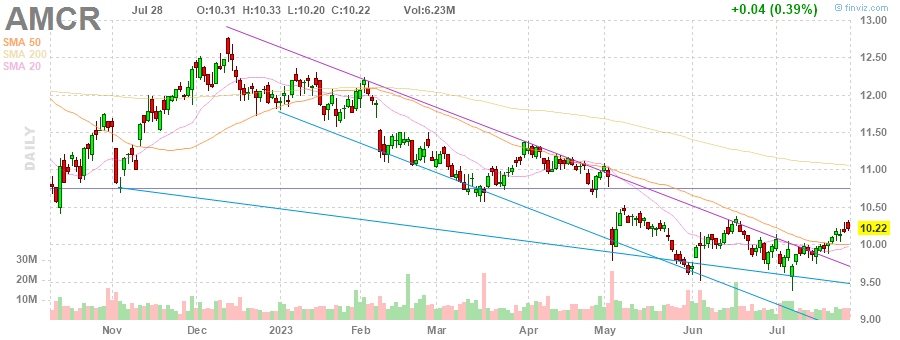 AMCR Jul 28 O:10.31 H:10.33 L:10.20 C:10.22 Vol:6.23M +0.04 (0.39%)
© finviz.com
SMA 50
SMA 200
SMA 20
DAILY
13.00
12.50
12.00
11.50
11.00
10.50
10.22
10.00
9.50
9.00
30M
20M
10M
Nov Dec 2023 Feb Mar Apr May Jun Jul